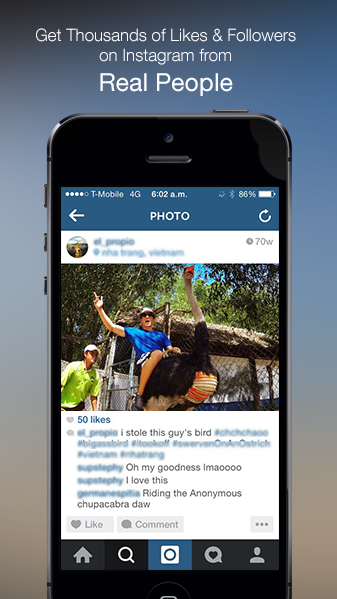 Get Thousands of Likes & Followers
on Instagram from
Real People
T-Mobile 4G 6:02 a.m. 86%
PHOTO
el_propio 70w
nha trang, vietnam
50 likes
el_propio i stole this guy's bird #chchchaoo
#bigassbird #itookoff #swervenOnAnOstrich
#vietnam #nhatrang
supstephy Oh my goodness lmaoooo
supstephy I love this
germanespitia Riding the Anonymous
chupacabra daw
Like Comment